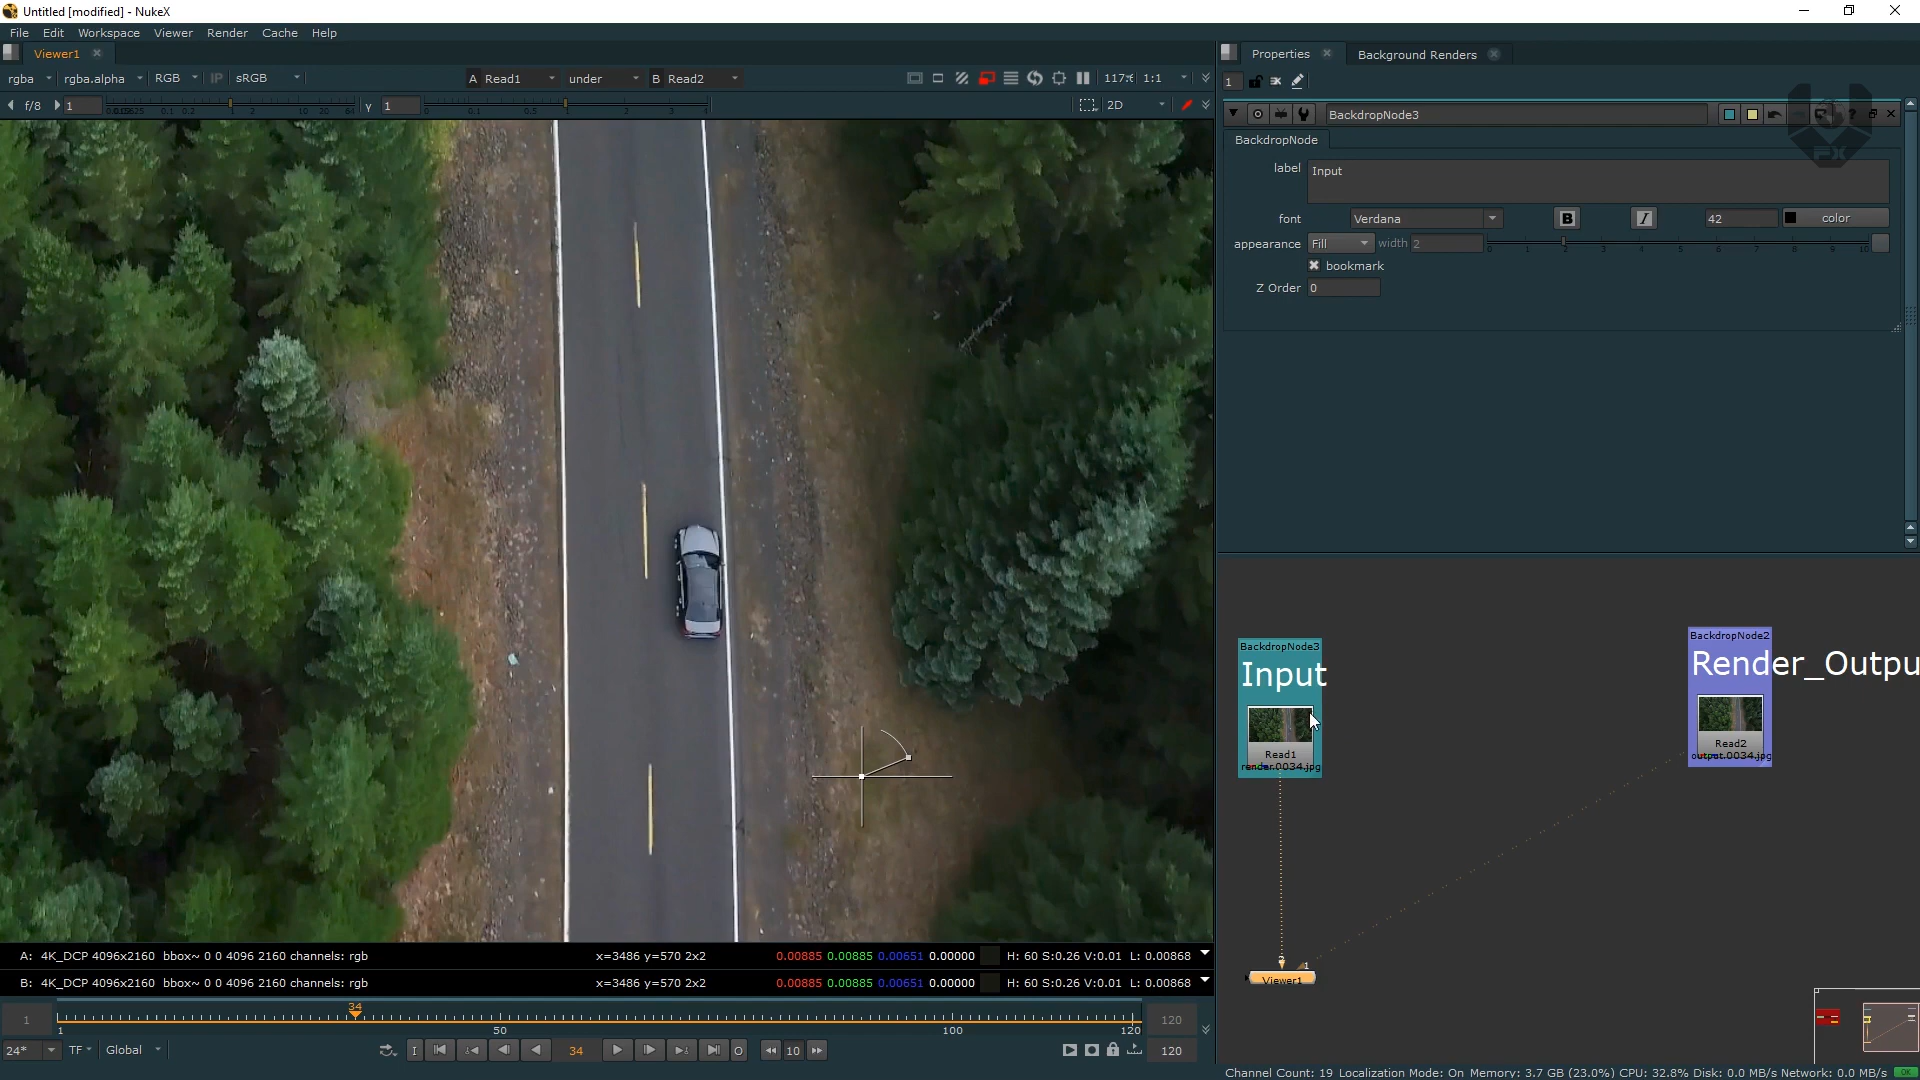 Untitled [modified] - NukeX
File Edit Workspace Viewer Render Cache Help
Viewer1
rgba rgba.alpha RGB IP sRGB A Read1 under B Read2 1:1
f/8 1 Y 1 2D
Properties Background Renders
1
BackdropNode3
BackdropNode
label Input
font Verdana B I 42 color
appearance Fill width 2
bookmark
Z Order 0
FX
BackdropNode3
Input
Read1
render.0034.jpg
BackdropNode2
Render_Outpu
Read2
output.0034.jpg
2 1
Viewer1
A: 4K_DCP 4096x2160 bbox~ 0 0 4096 2160 channels: rgb x=3486 y=570 2x2 0.00885 0.00885 0.00651 0.00000 H: 60 S:0.26 V:0.01 L: 0.00868
B: 4K_DCP 4096x2160 bbox~ 0 0 4096 2160 channels: rgb x=3486 y=570 2x2 0.00885 0.00885 0.00651 0.00000 H: 60 S:0.26 V:0.01 L: 0.00868
34
1 1 50 100 120 120
24* TF Global I 34 O 10 120
Channel Count: 19 Localization Mode: On Memory: 3.7 GB (23.0%) CPU: 32.8% Disk: 0.0 MB/s Network: 0.0 MB/s OK